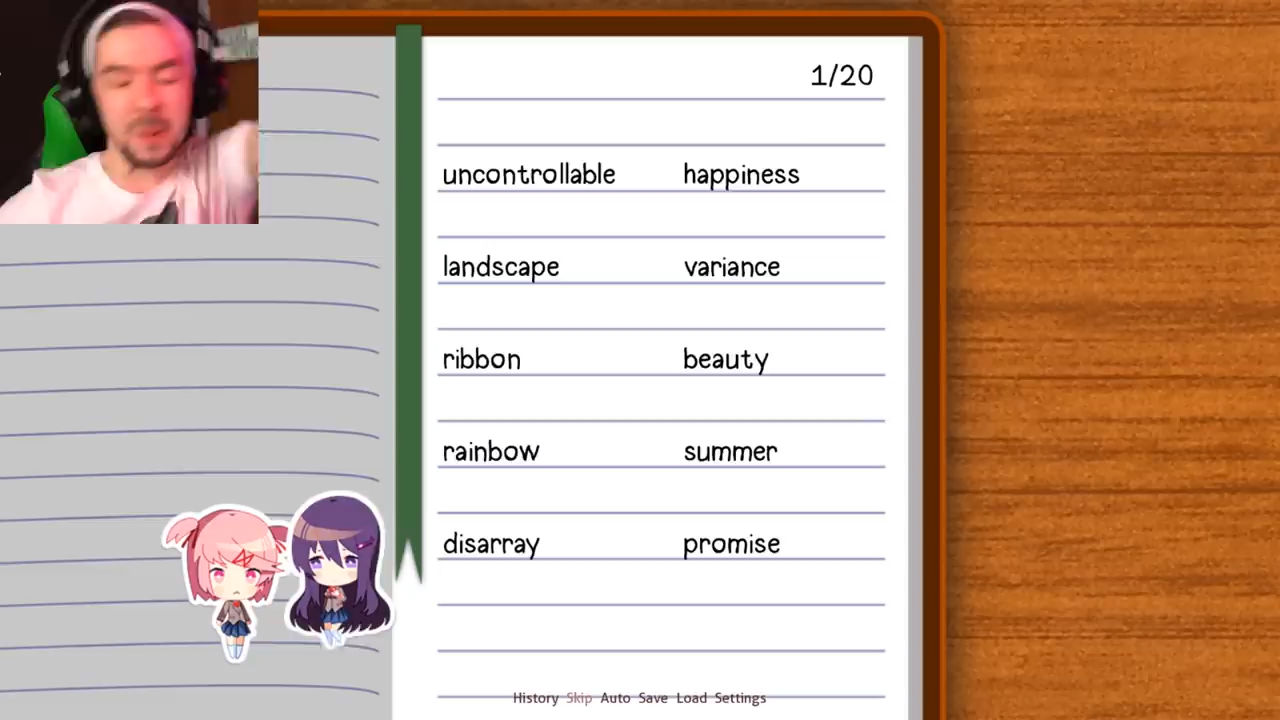 1/20
uncontrollable happiness
landscape variance
ribbon beauty
rainbow summer
disarray promise
History Skip Auto Save Load Settings